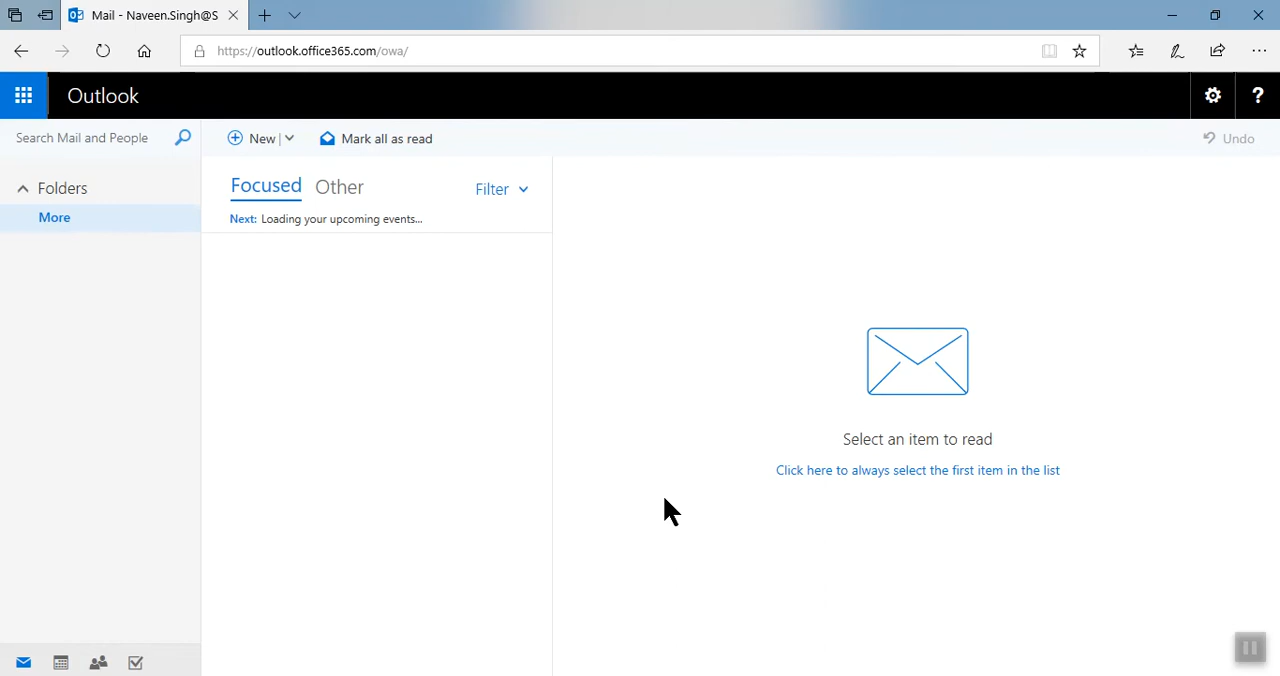 Mail - Naveen.Singh@S
https://outlook.office365.com/owa/
Outlook
?
Search Mail and People
New
Mark all as read
Undo
Folders
More
Focused
Other
Filter
Next: Loading your upcoming events...
Select an item to read
Click here to always select the first item in the list